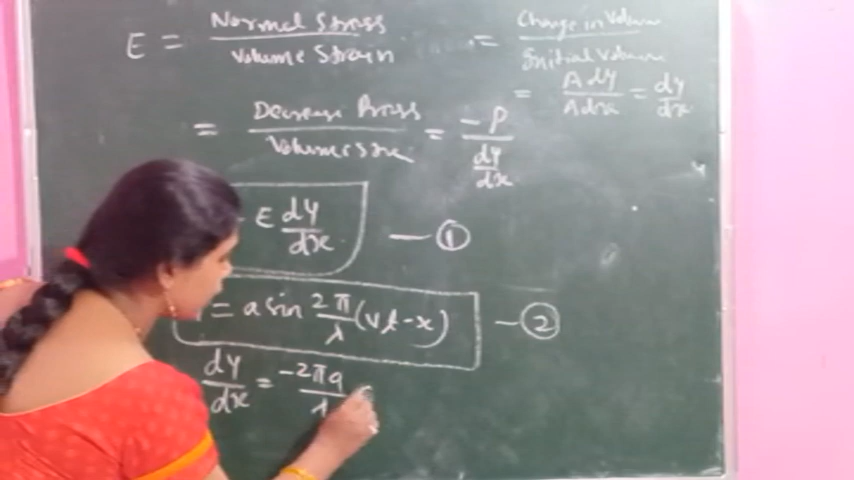 E = Normal Stress / Volume Strain = Change in Volume / Initial Volume
= A dy / A dx = dy / dx
= Decrease Press / Volume = -P / dy/dx
E dy / dx — ①
= a sin 2π / λ (vt - x) — ②
dy / dx = -2πa / λ